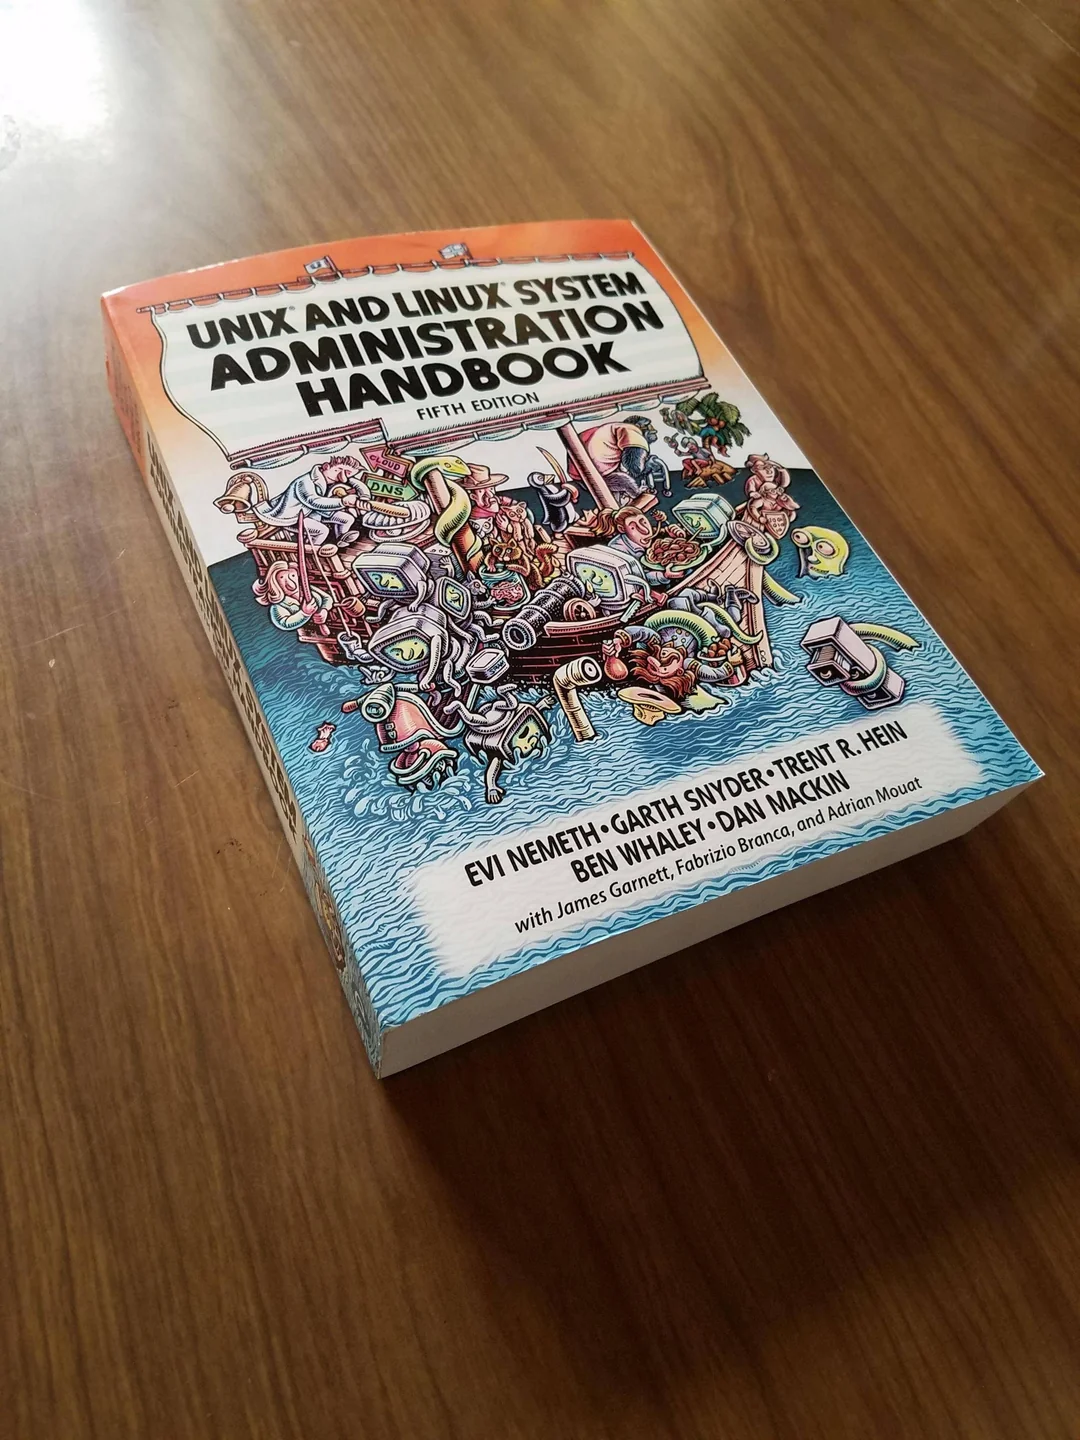 UNIX® AND LINUX® SYSTEM
ADMINISTRATION
HANDBOOK
FIFTH EDITION
CLOUD
DNS
EVI NEMETH • GARTH SNYDER • TRENT R. HEIN
BEN WHALEY • DAN MACKIN
with James Garnett, Fabrizio Branca, and Adrian Mouat